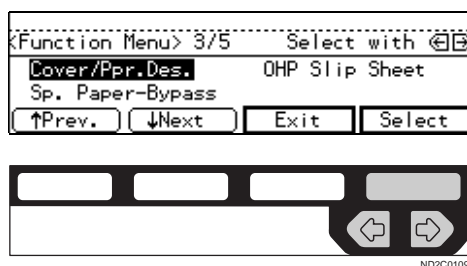 <Function Menu> 3/5 Select with ←→
Cover/Ppr.Des. OHP Slip Sheet
Sp. Paper-Bypass
↑Prev. ↓Next Exit Select
ND2C0109